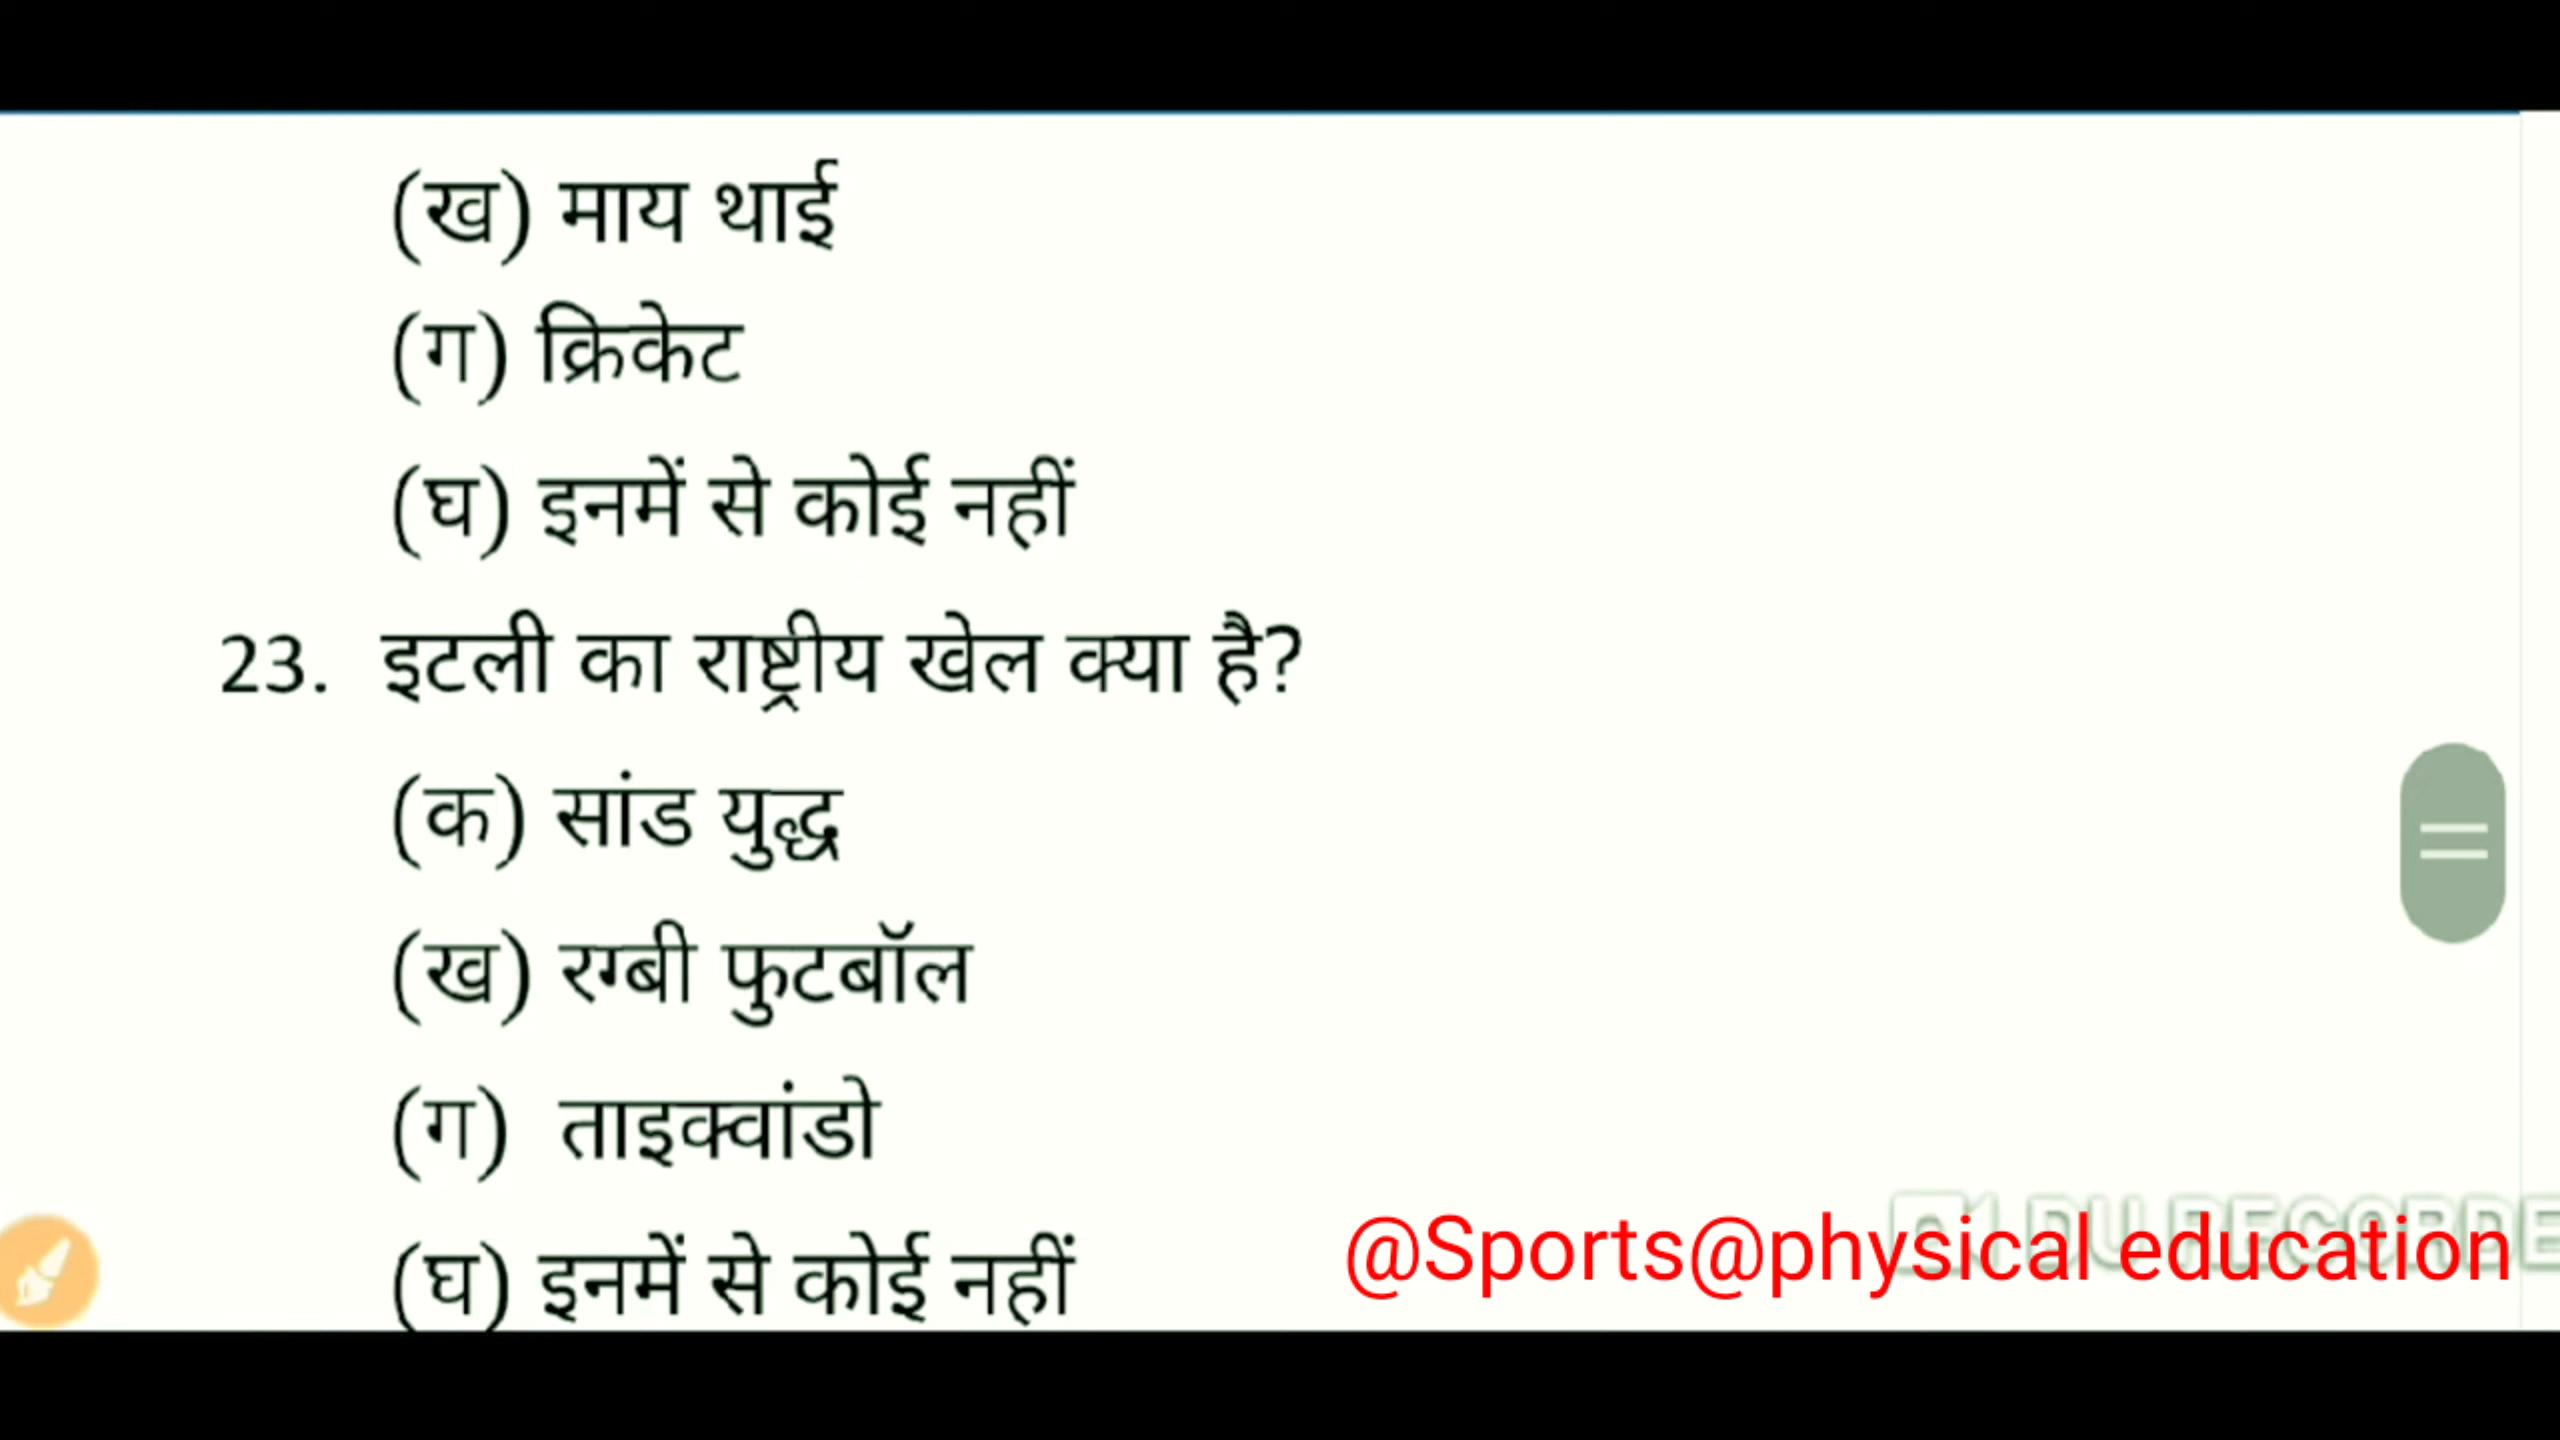 (ख) माय थाई
(ग) क्रिकेट
(घ) इनमें से कोई नहीं
23. इटली का राष्ट्रीय खेल क्या है?
(क) सांड युद्ध
(ख) रग्बी फुटबॉल
(ग) ताइक्वांडो
(घ) इनमें से कोई नहीं
@Sports@physical education